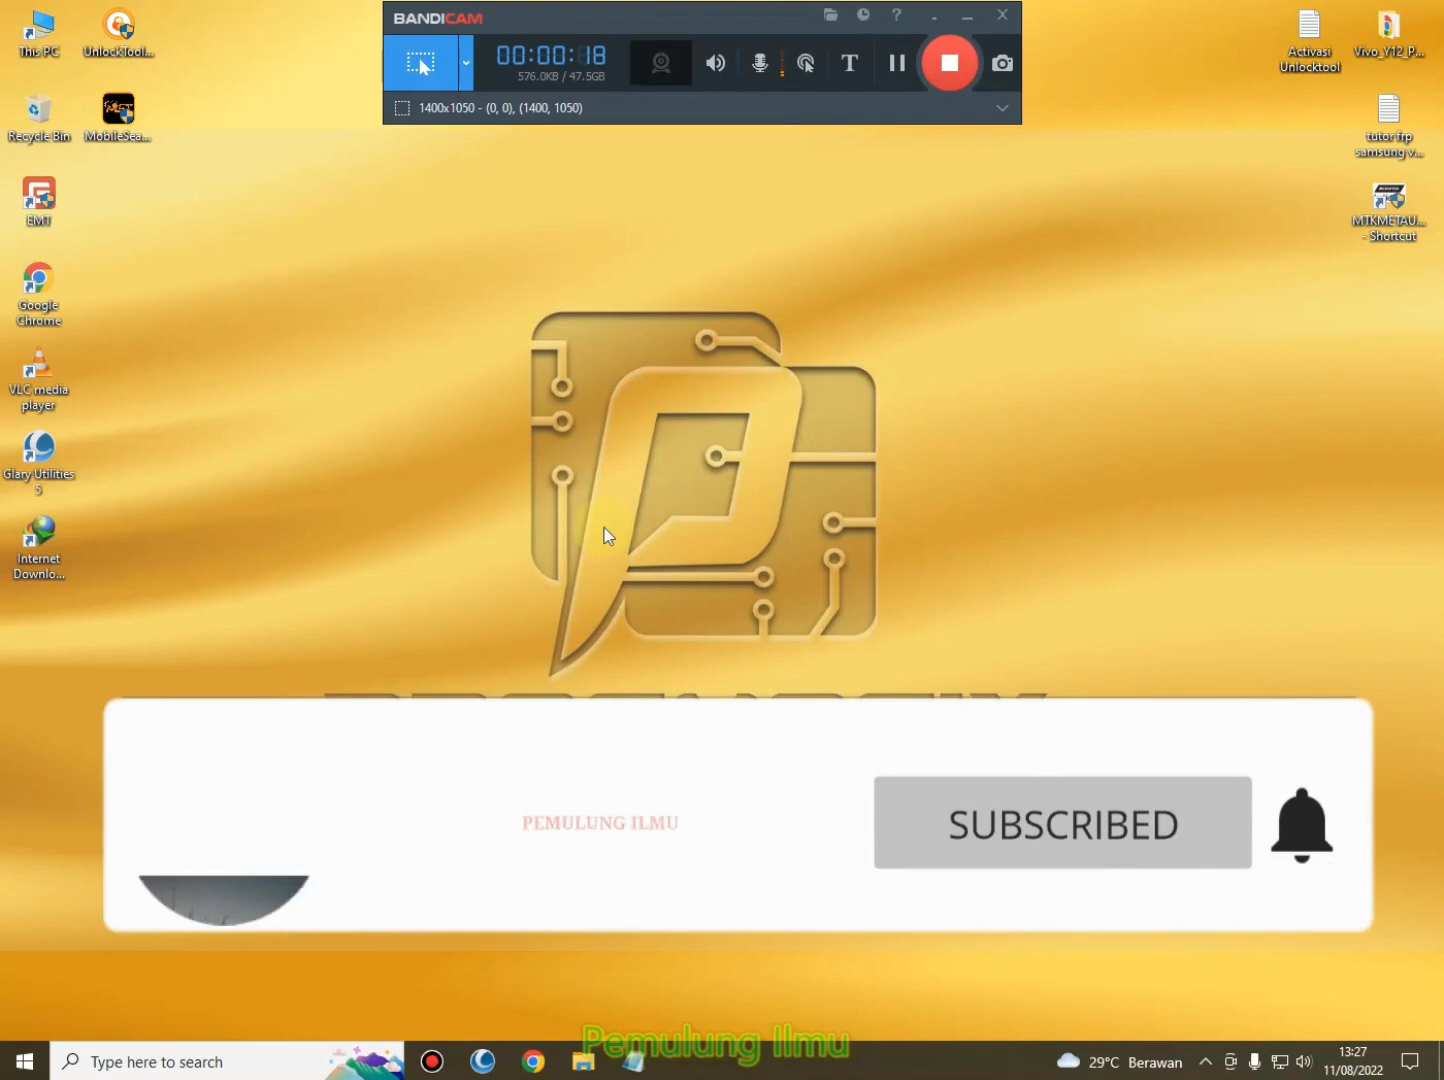 BANDICAM
00:00:18
576.0KB / 47.5GB
1400x1050 - (0, 0), (1400, 1050)
This PC
UnlockTool...
Recycle Bin
MobileSea...
EMT
Google
Chrome
VLC media
player
Glary Utilities
5
Internet
Downlo...
Activasi
Unlocktool
Vivo_Y12_P...
tutor frp
samsung v...
MTKMETAU...
- Shortcut
PEMULUNG ILMU
SUBSCRIBED
Pemulung Ilmu
Type here to search
29°C Berawan
13:27
11/08/2022